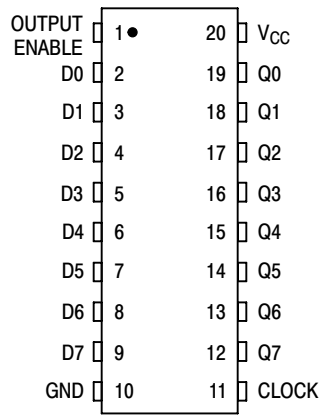 OUTPUT ENABLE 1 20 VCC
D0 2 19 Q0
D1 3 18 Q1
D2 4 17 Q2
D3 5 16 Q3
D4 6 15 Q4
D5 7 14 Q5
D6 8 13 Q6
D7 9 12 Q7
GND 10 11 CLOCK